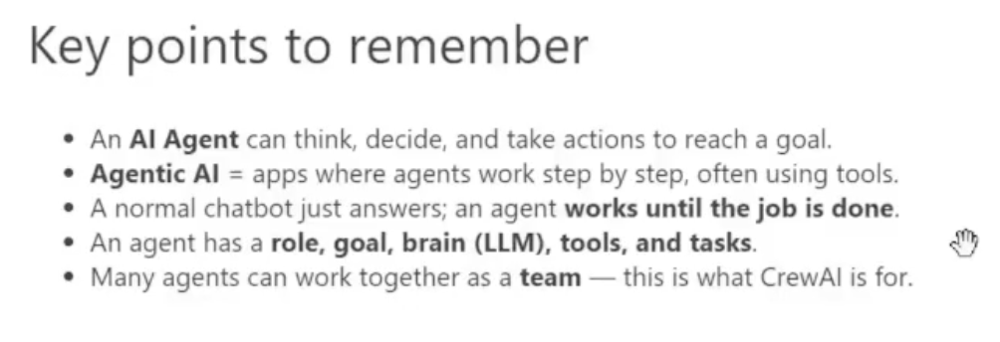 Key points to remember
• An AI Agent can think, decide, and take actions to reach a goal.
• Agentic AI = apps where agents work step by step, often using tools.
• A normal chatbot just answers; an agent works until the job is done.
• An agent has a role, goal, brain (LLM), tools, and tasks.
• Many agents can work together as a team — this is what CrewAI is for.